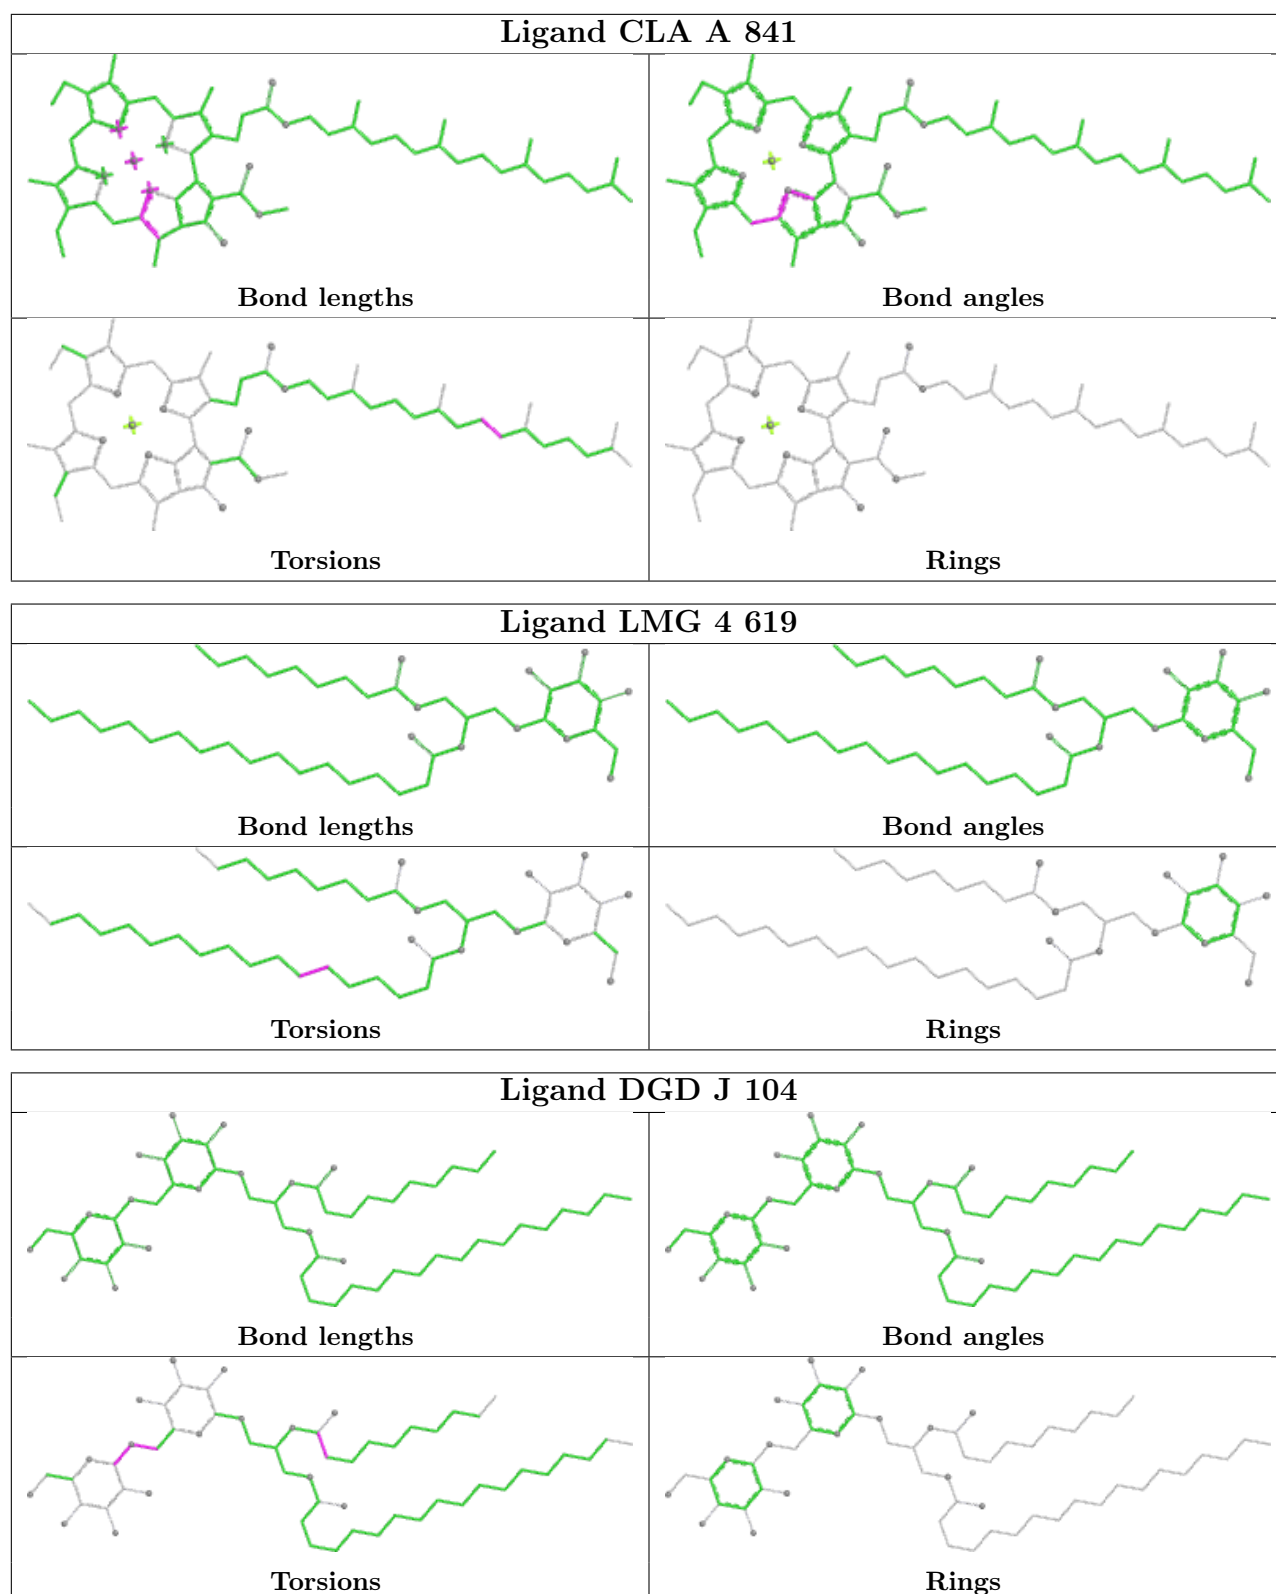 Ligand CLA A 841
Bond lengths
Bond angles
Torsions
Rings
Ligand LMG 4 619
Bond lengths
Bond angles
Torsions
Rings
Ligand DGD J 104
Bond lengths
Bond angles
Torsions
Rings